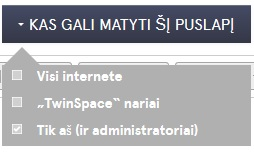 KAS GALI MATYTI ŠĮ PUSLAPĮ
Visi internete
„TwinSpace“ nariai
Tik aš (ir administratoriai)